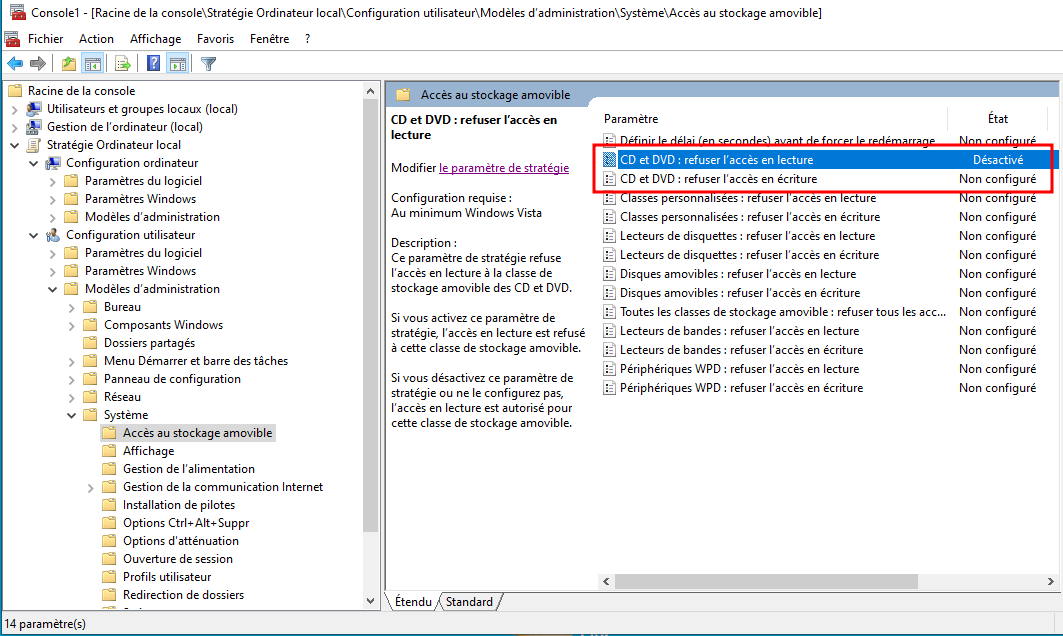 Console1 - [Racine de la console\Stratégie Ordinateur local\Configuration utilisateur\Modèles d'administration\Système\Accès au stockage amovible]
Fichier Action Affichage Favoris Fenêtre ?
Racine de la console
Utilisateurs et groupes locaux (local)
Gestion de l'ordinateur (local)
Stratégie Ordinateur local
Configuration ordinateur
Paramètres du logiciel
Paramètres Windows
Modèles d'administration
Configuration utilisateur
Paramètres du logiciel
Paramètres Windows
Modèles d'administration
Bureau
Composants Windows
Dossiers partagés
Menu Démarrer et barre des tâches
Panneau de configuration
Réseau
Système
Accès au stockage amovible
Affichage
Gestion de l'alimentation
Gestion de la communication Internet
Installation de pilotes
Options Ctrl+Alt+Suppr
Options d'atténuation
Ouverture de session
Profils utilisateur
Redirection de dossiers
Accès au stockage amovible
CD et DVD : refuser l'accès en
lecture
Modifier le paramètre de stratégie
Configuration requise :
Au minimum Windows Vista
Description :
Ce paramètre de stratégie refuse
l'accès en lecture à la classe de
stockage amovible des CD et DVD.
Si vous activez ce paramètre de
stratégie, l'accès en lecture est refusé
à cette classe de stockage amovible.
Si vous désactivez ce paramètre de
stratégie ou ne le configurez pas,
l'accès en lecture est autorisé pour
cette classe de stockage amovible.
Paramètre État
Définir le délai (en secondes) avant de forcer le redémarrage Non configuré
CD et DVD : refuser l'accès en lecture Désactivé
CD et DVD : refuser l'accès en écriture Non configuré
Classes personnalisées : refuser l'accès en lecture Non configuré
Classes personnalisées : refuser l'accès en écriture Non configuré
Lecteurs de disquettes : refuser l'accès en lecture Non configuré
Lecteurs de disquettes : refuser l'accès en écriture Non configuré
Disques amovibles : refuser l'accès en lecture Non configuré
Disques amovibles : refuser l'accès en écriture Non configuré
Toutes les classes de stockage amovible : refuser tous les acc... Non configuré
Lecteurs de bandes : refuser l'accès en lecture Non configuré
Lecteurs de bandes : refuser l'accès en écriture Non configuré
Périphériques WPD : refuser l'accès en lecture Non configuré
Périphériques WPD : refuser l'accès en écriture Non configuré
Étendu Standard
14 paramètre(s)